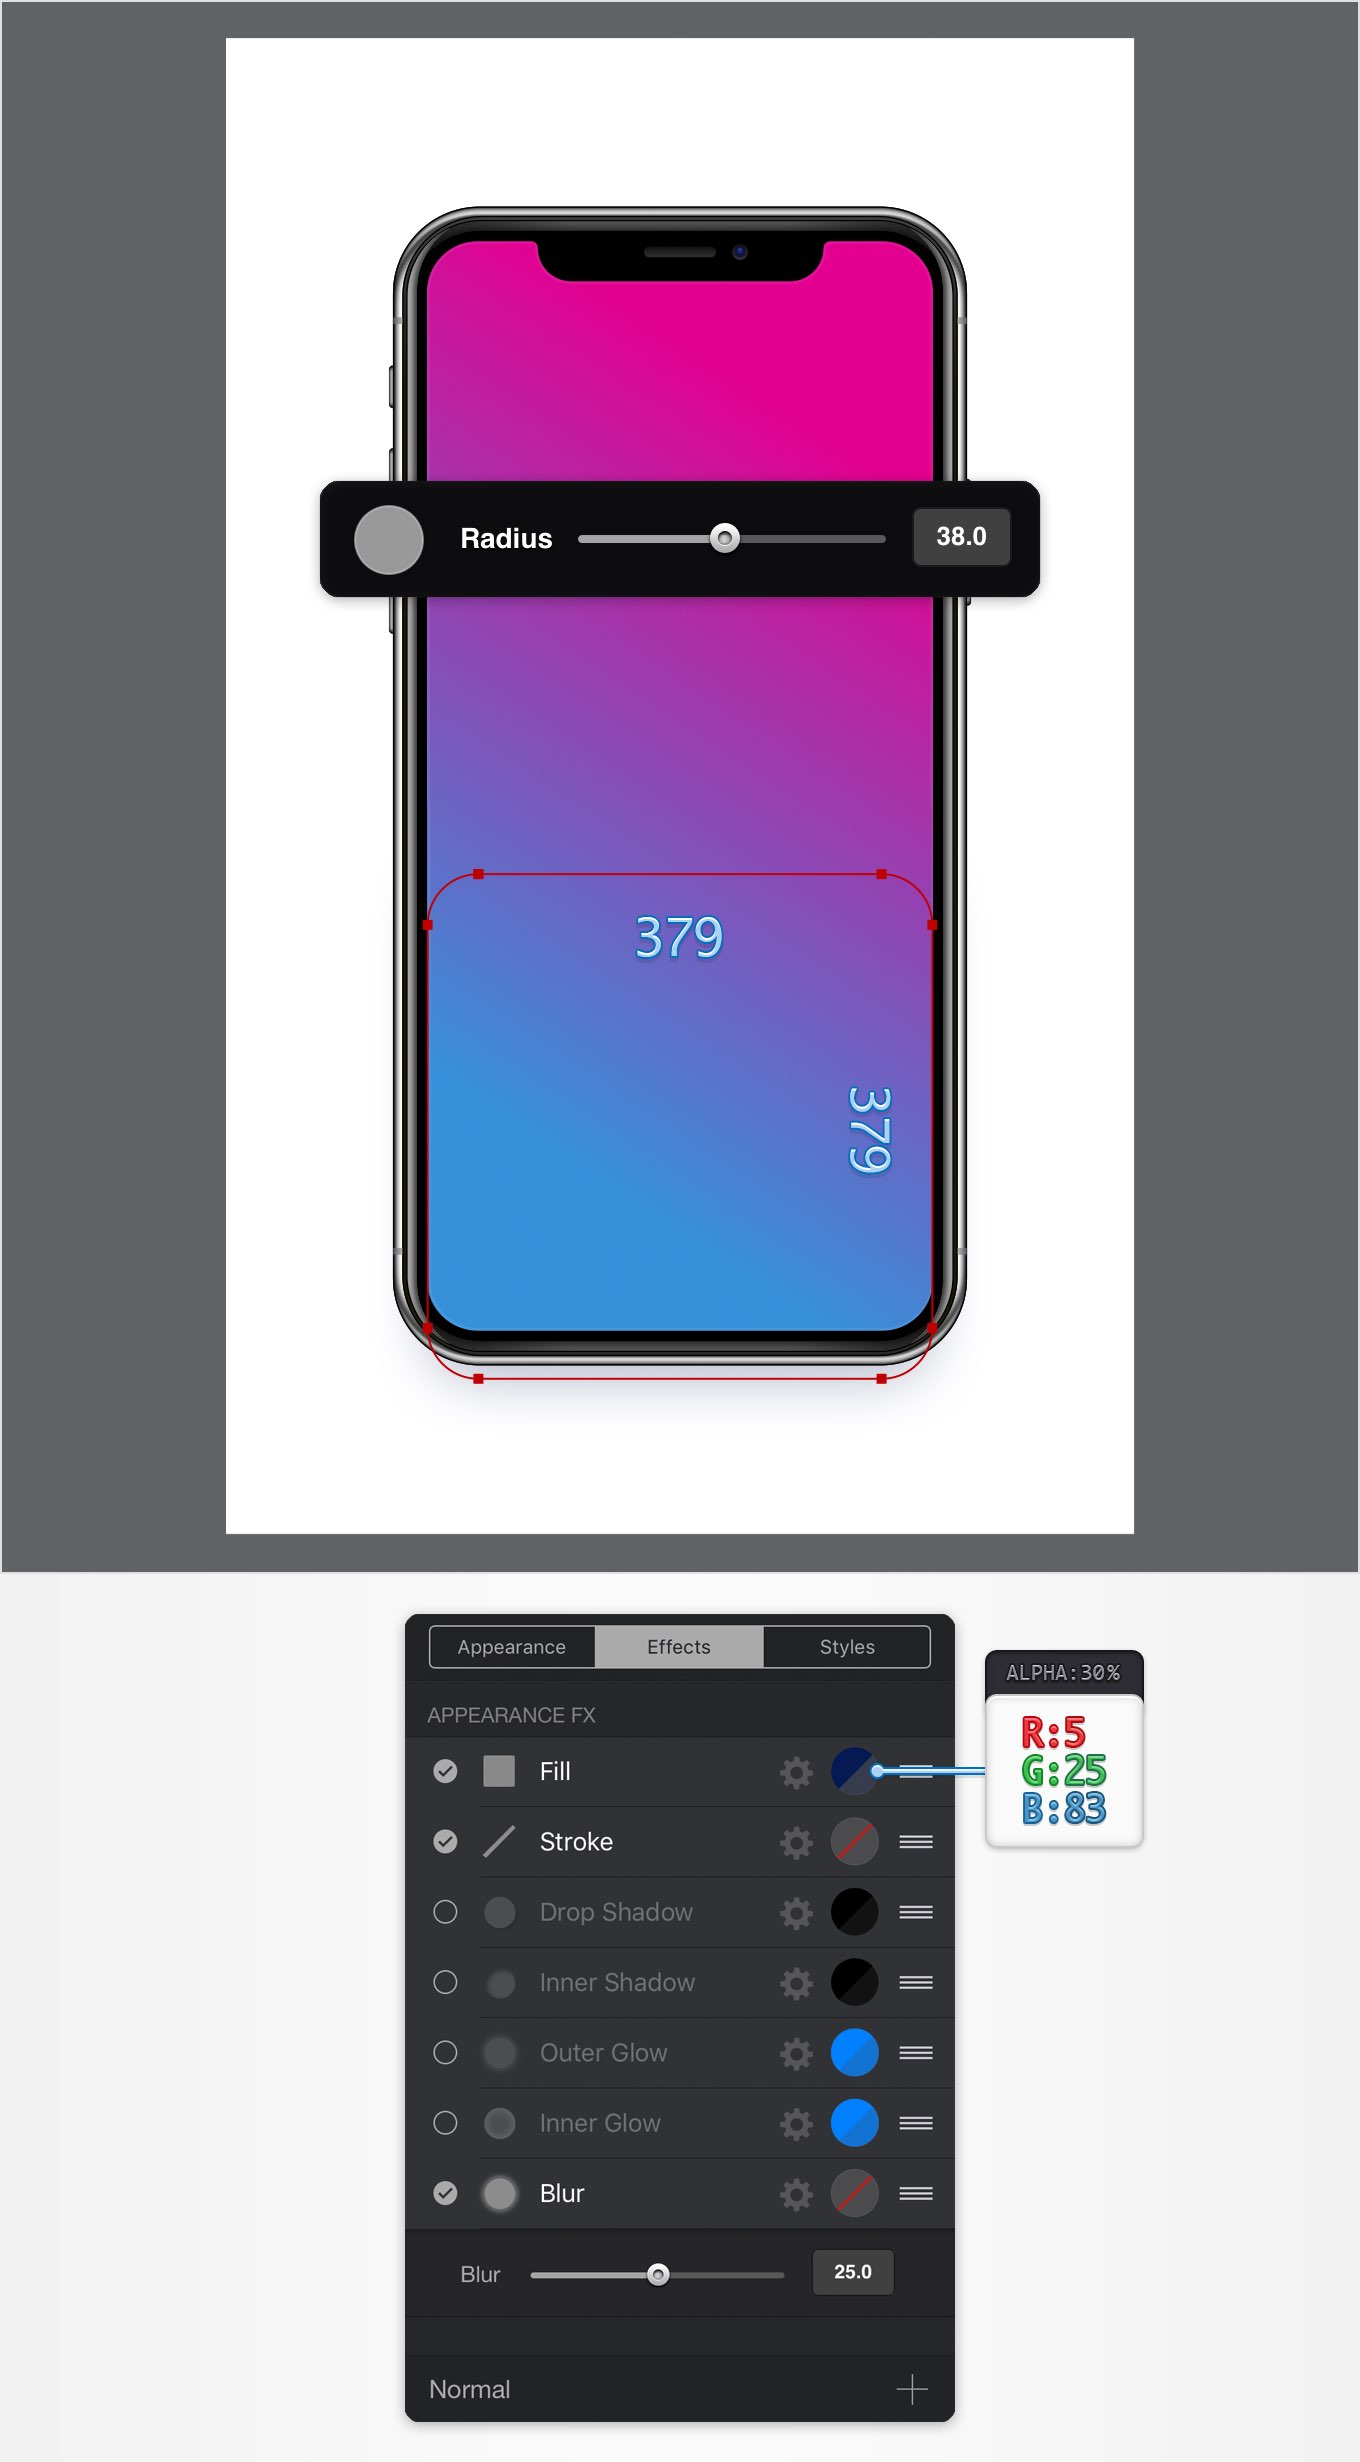 Radius 38.0
379
379
Appearance Effects Styles
ALPHA:30%
APPEARANCE FX
R:5
G:25
B:83
Fill
Stroke
Drop Shadow
Inner Shadow
Outer Glow
Inner Glow
Blur
Blur 25.0
Normal